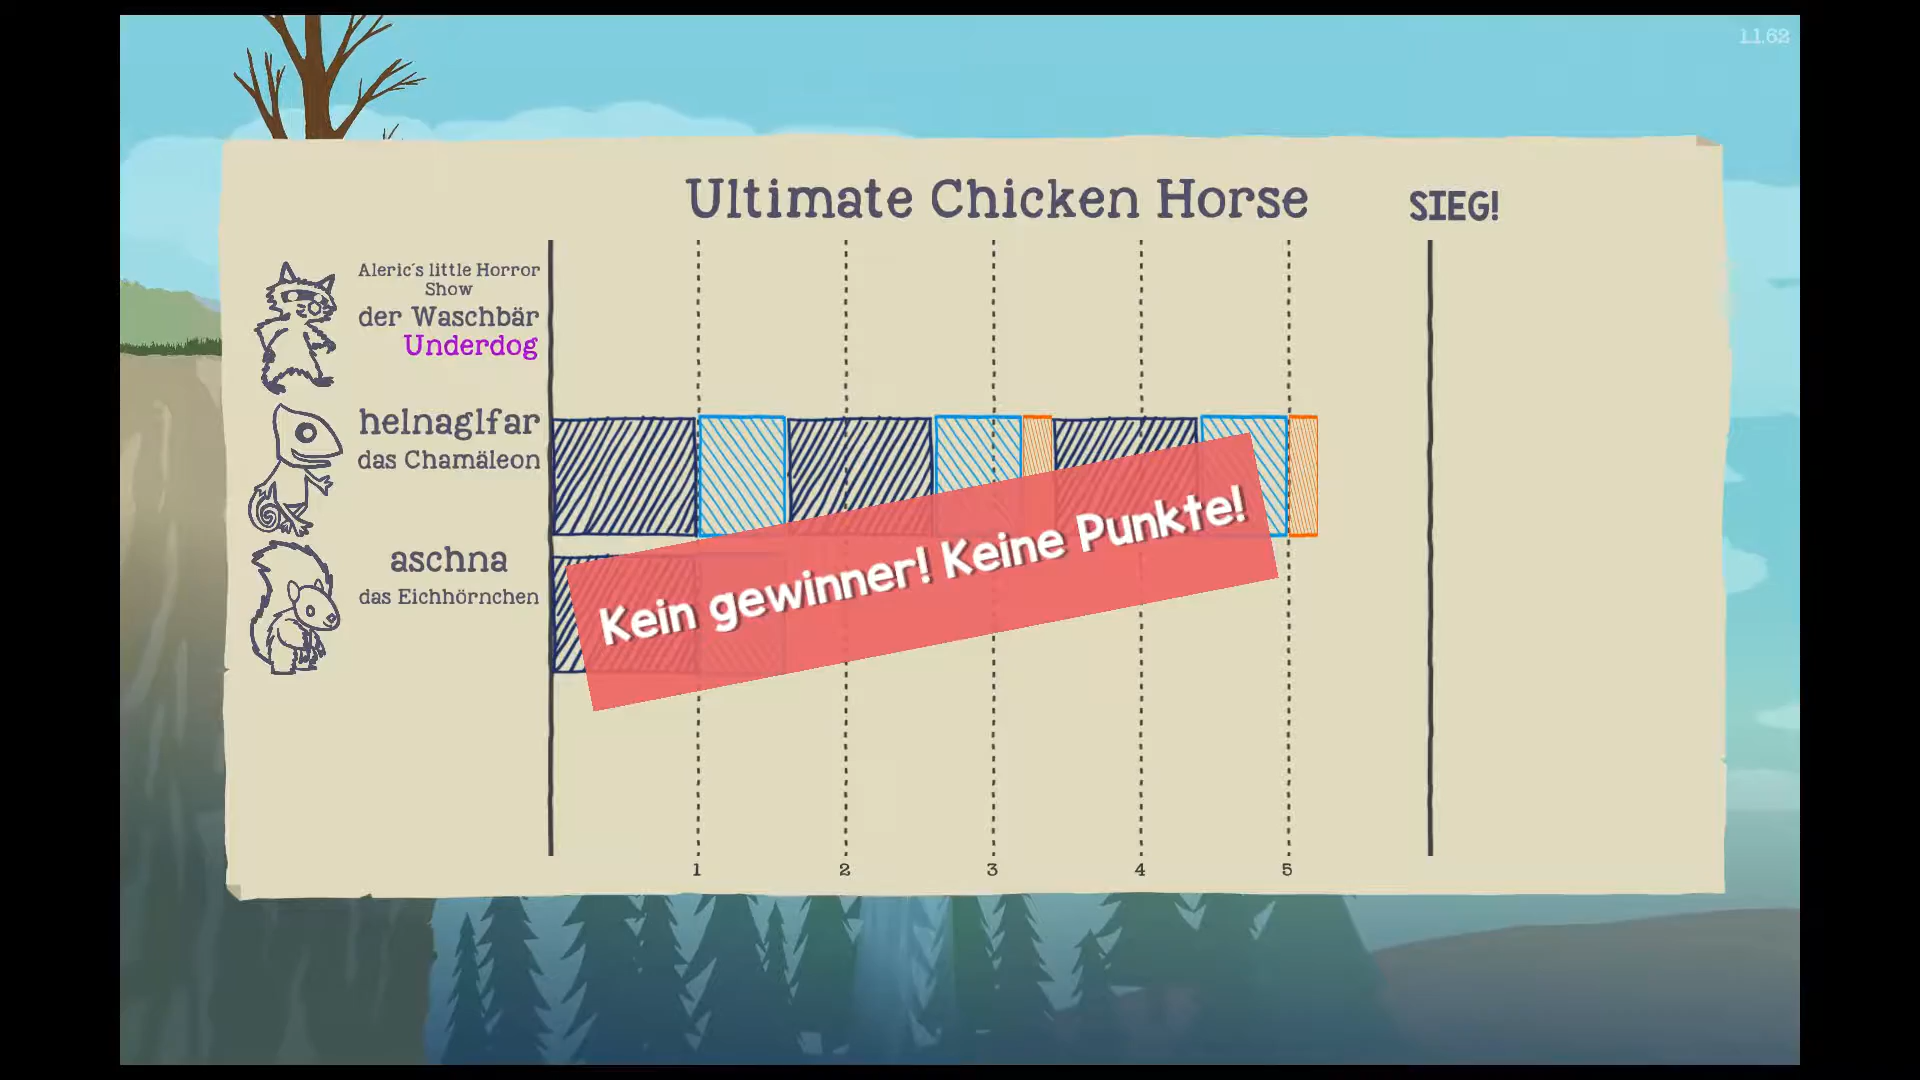 1.1.62
Ultimate Chicken Horse
SIEG!
Aleric's little Horror
Show
der Waschbär
Underdog
helnaglfar
das Chamäleon
aschna
das Eichhörnchen
Kein gewinner! Keine Punkte!
1 2 3 4 5